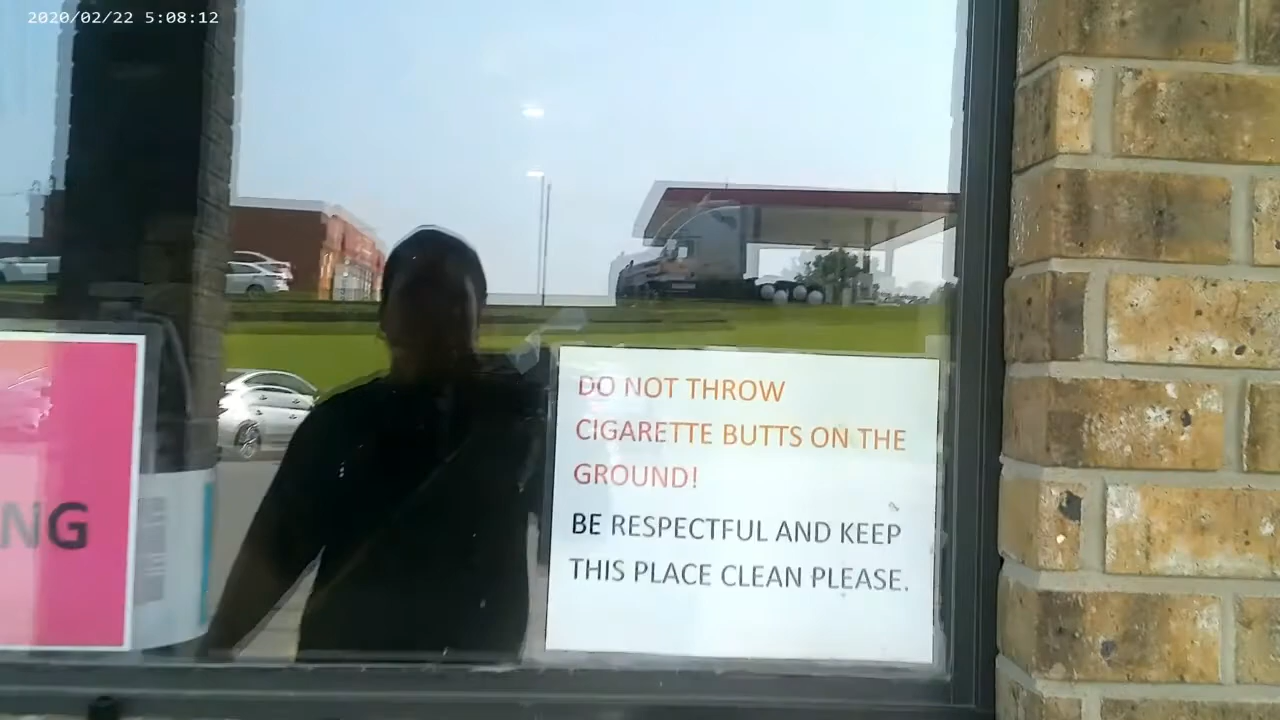 2020/02/22 5:08:12
NG
DO NOT THROW
CIGARETTE BUTTS ON THE
GROUND!
BE RESPECTFUL AND KEEP
THIS PLACE CLEAN PLEASE.